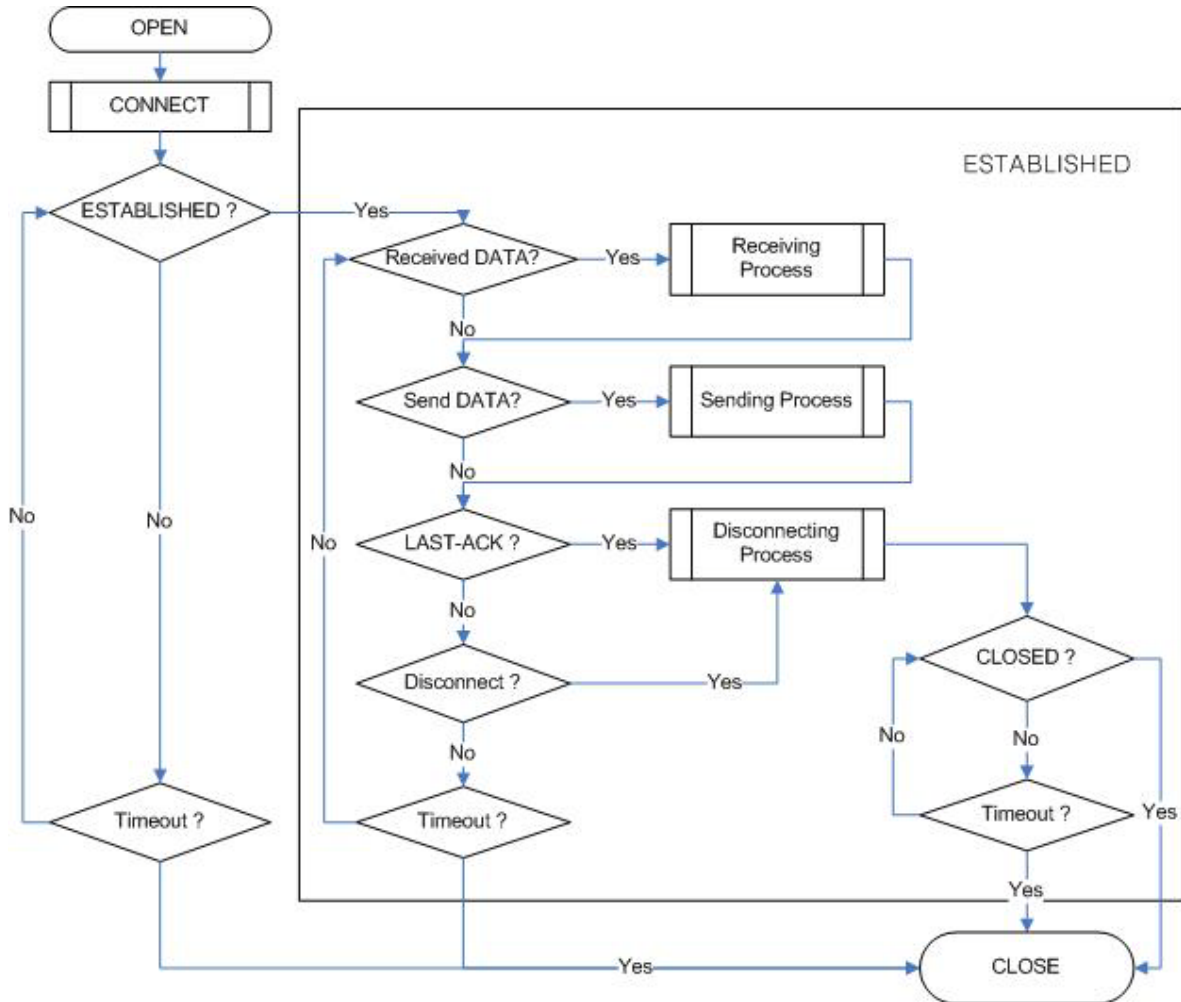 OPEN
CONNECT
ESTABLISHED
ESTABLISHED ?
Yes
Received DATA?
Yes
Receiving
Process
No
Send DATA?
Yes
Sending Process
No
No
No
No
LAST-ACK ?
Yes
Disconnecting
Process
No
CLOSED ?
Disconnect ?
Yes
No
No
No
Timeout ?
Timeout ?
Timeout ?
Yes
Yes
Yes
CLOSE